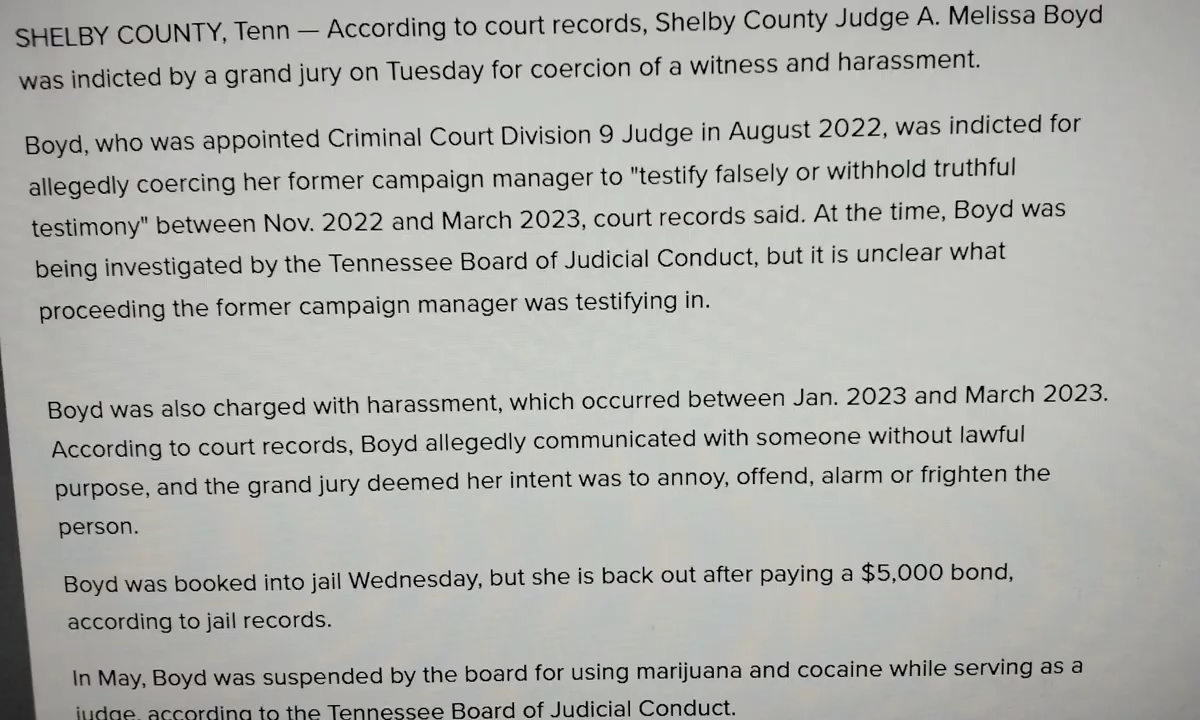 SHELBY COUNTY, Tenn — According to court records, Shelby County Judge A. Melissa Boyd
was indicted by a grand jury on Tuesday for coercion of a witness and harassment.
Boyd, who was appointed Criminal Court Division 9 Judge in August 2022, was indicted for
allegedly coercing her former campaign manager to "testify falsely or withhold truthful
testimony" between Nov. 2022 and March 2023, court records said. At the time, Boyd was
being investigated by the Tennessee Board of Judicial Conduct, but it is unclear what
proceeding the former campaign manager was testifying in.
Boyd was also charged with harassment, which occurred between Jan. 2023 and March 2023.
According to court records, Boyd allegedly communicated with someone without lawful
purpose, and the grand jury deemed her intent was to annoy, offend, alarm or frighten the
person.
Boyd was booked into jail Wednesday, but she is back out after paying a $5,000 bond,
according to jail records.
In May, Boyd was suspended by the board for using marijuana and cocaine while serving as a
judge, according to the Tennessee Board of Judicial Conduct.